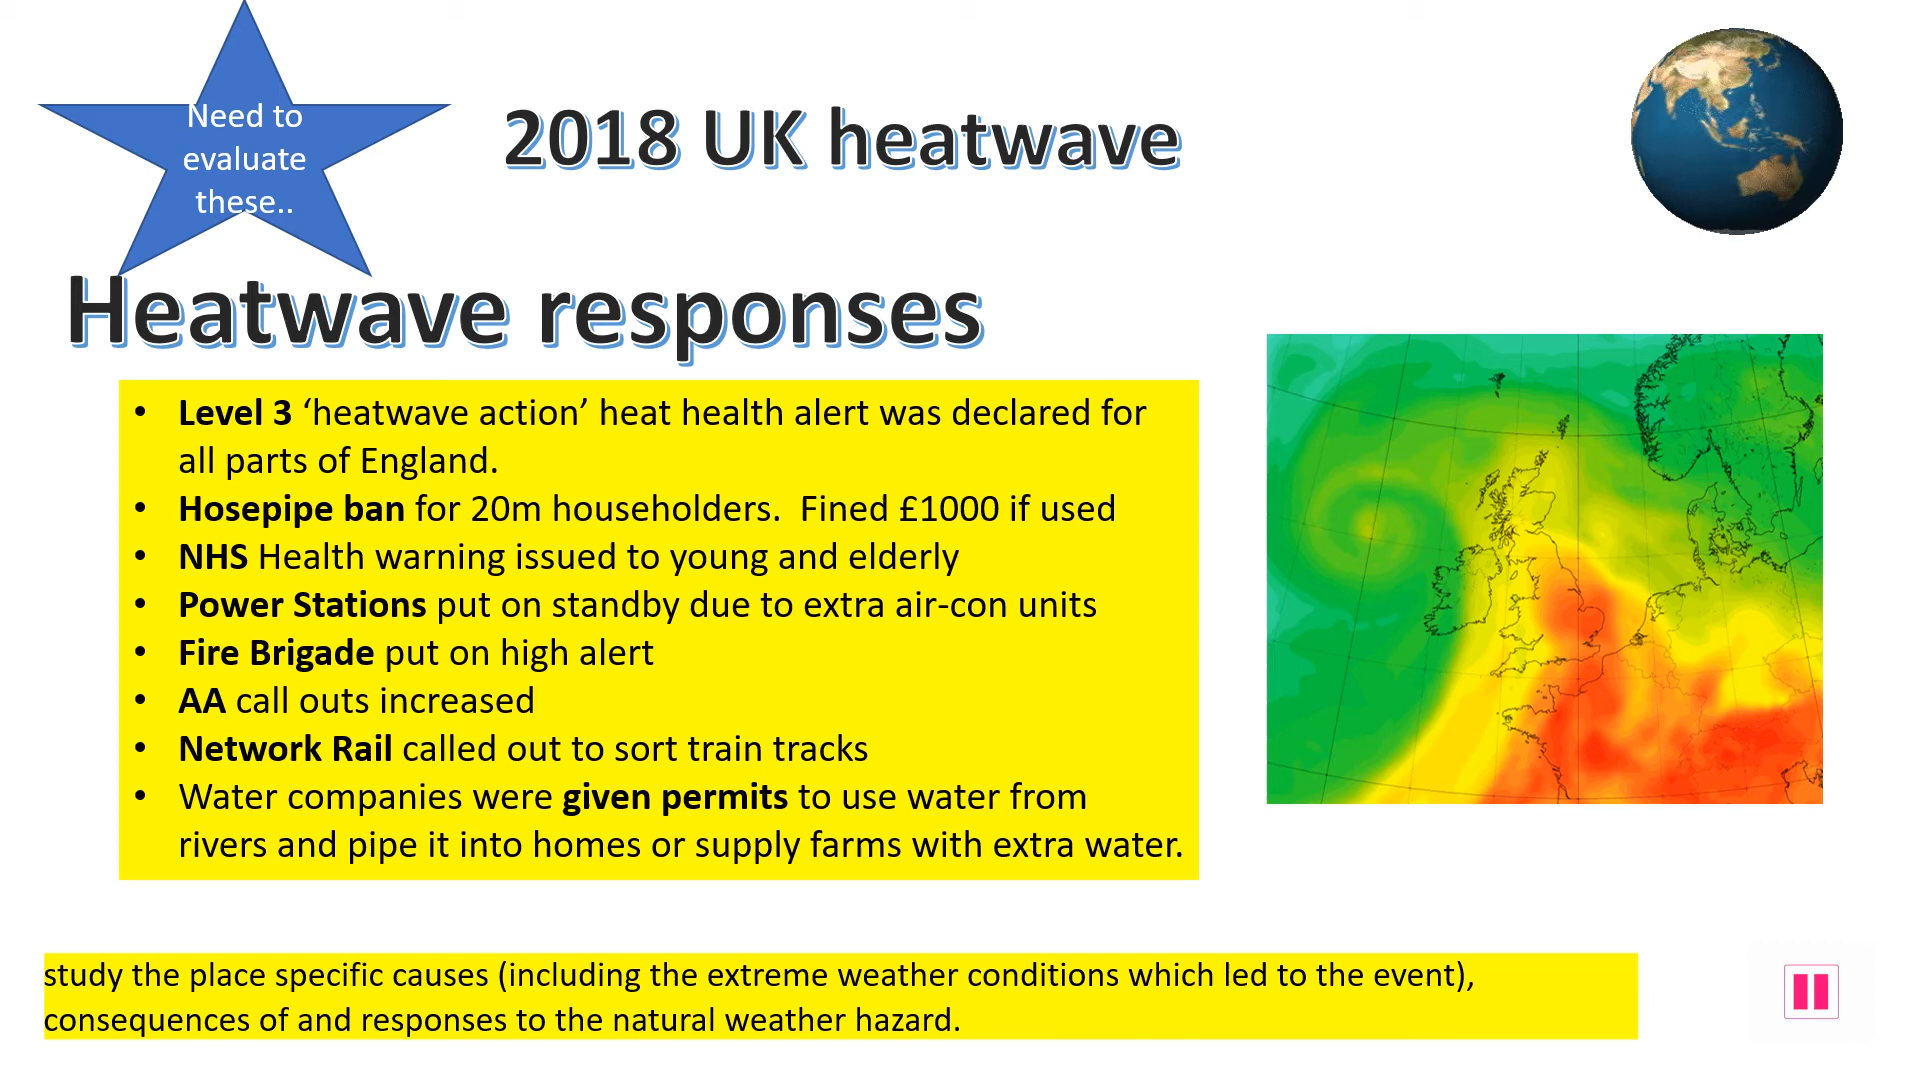 Need to
evaluate
these..
2018 UK heatwave
Heatwave responses
• Level 3 ‘heatwave action’ heat health alert was declared for
all parts of England.
• Hosepipe ban for 20m householders.  Fined £1000 if used
• NHS Health warning issued to young and elderly
• Power Stations put on standby due to extra air-con units
• Fire Brigade put on high alert
• AA call outs increased
• Network Rail called out to sort train tracks
• Water companies were given permits to use water from
rivers and pipe it into homes or supply farms with extra water.
study the place specific causes (including the extreme weather conditions which led to the event),
consequences of and responses to the natural weather hazard.